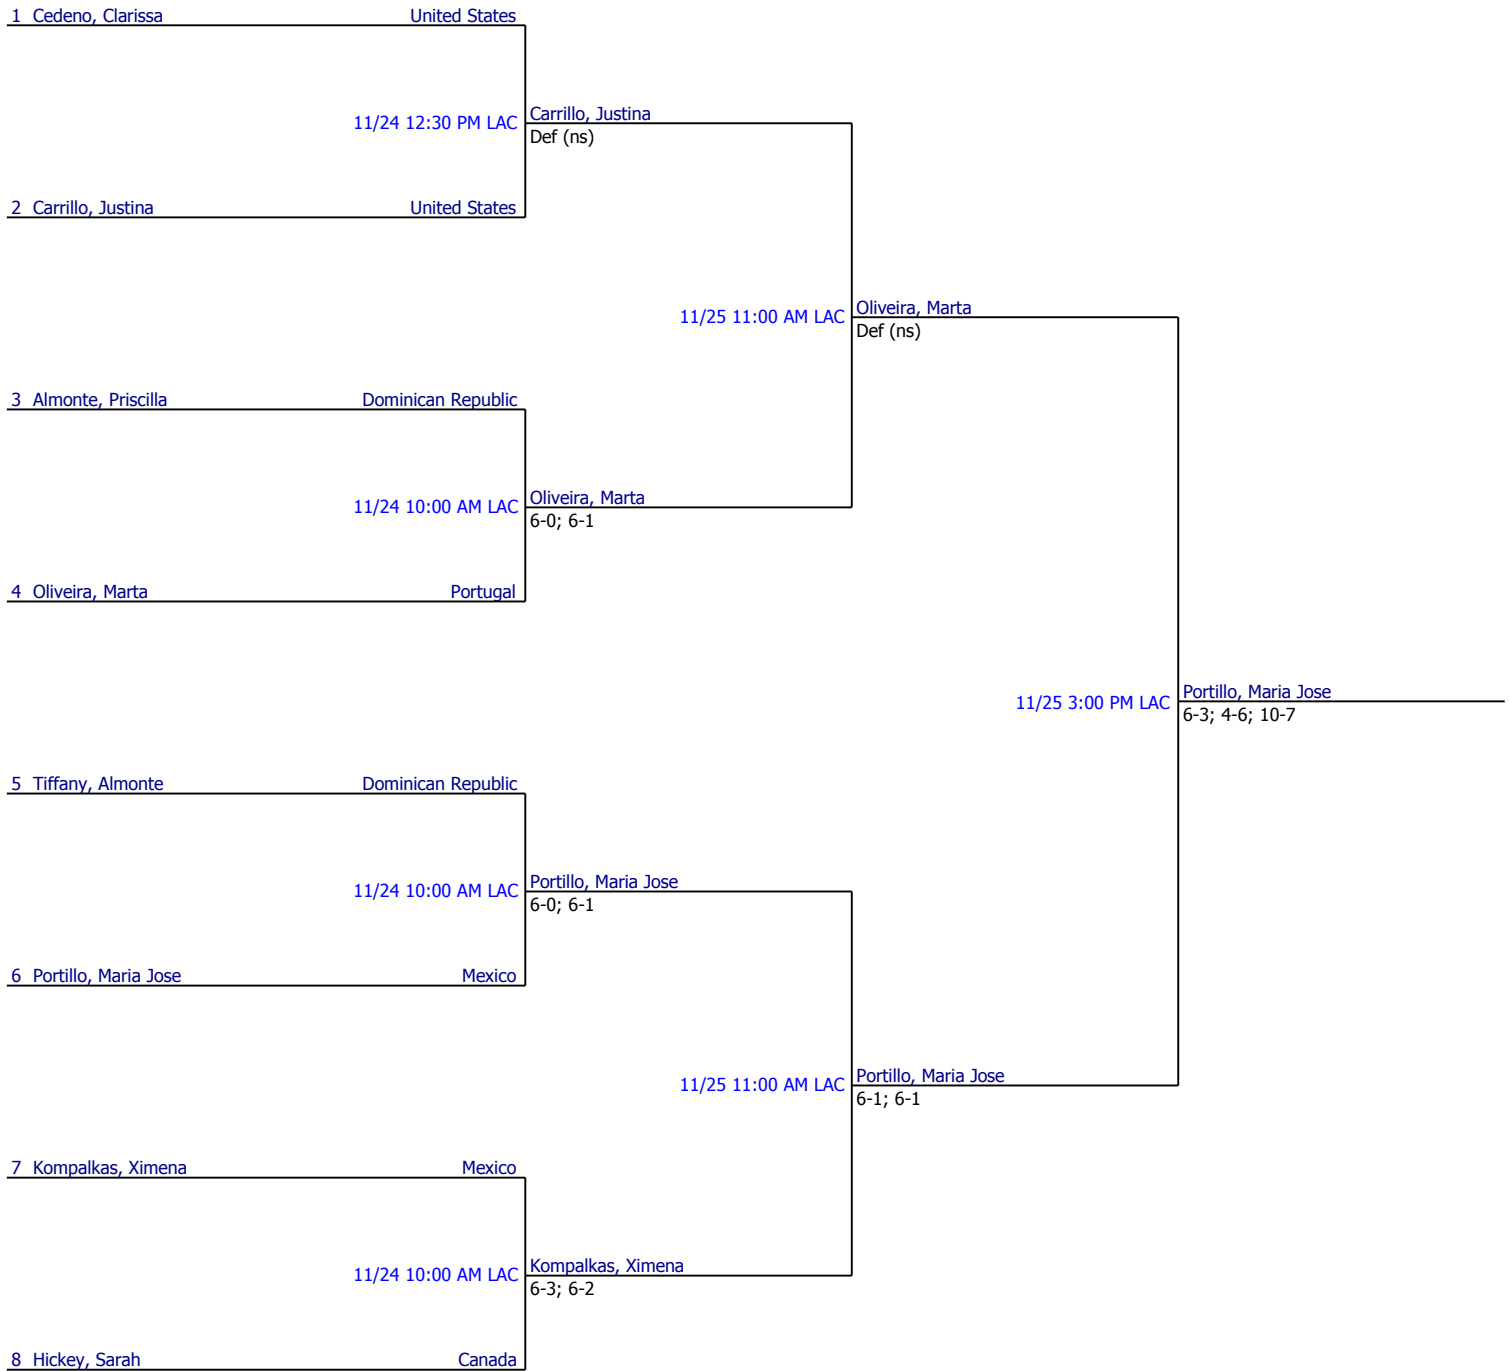 1 Cedeno, Clarissa United States
11/24 12:30 PM LAC
Carrillo, Justina
Def (ns)
2 Carrillo, Justina United States
11/25 11:00 AM LAC
Oliveira, Marta
Def (ns)
3 Almonte, Priscilla Dominican Republic
11/24 10:00 AM LAC
Oliveira, Marta
6-0; 6-1
4 Oliveira, Marta Portugal
11/25 3:00 PM LAC
Portillo, Maria Jose
6-3; 4-6; 10-7
5 Tiffany, Almonte Dominican Republic
11/24 10:00 AM LAC
Portillo, Maria Jose
6-0; 6-1
6 Portillo, Maria Jose Mexico
11/25 11:00 AM LAC
Portillo, Maria Jose
6-1; 6-1
7 Kompalkas, Ximena Mexico
11/24 10:00 AM LAC
Kompalkas, Ximena
6-3; 6-2
8 Hickey, Sarah Canada